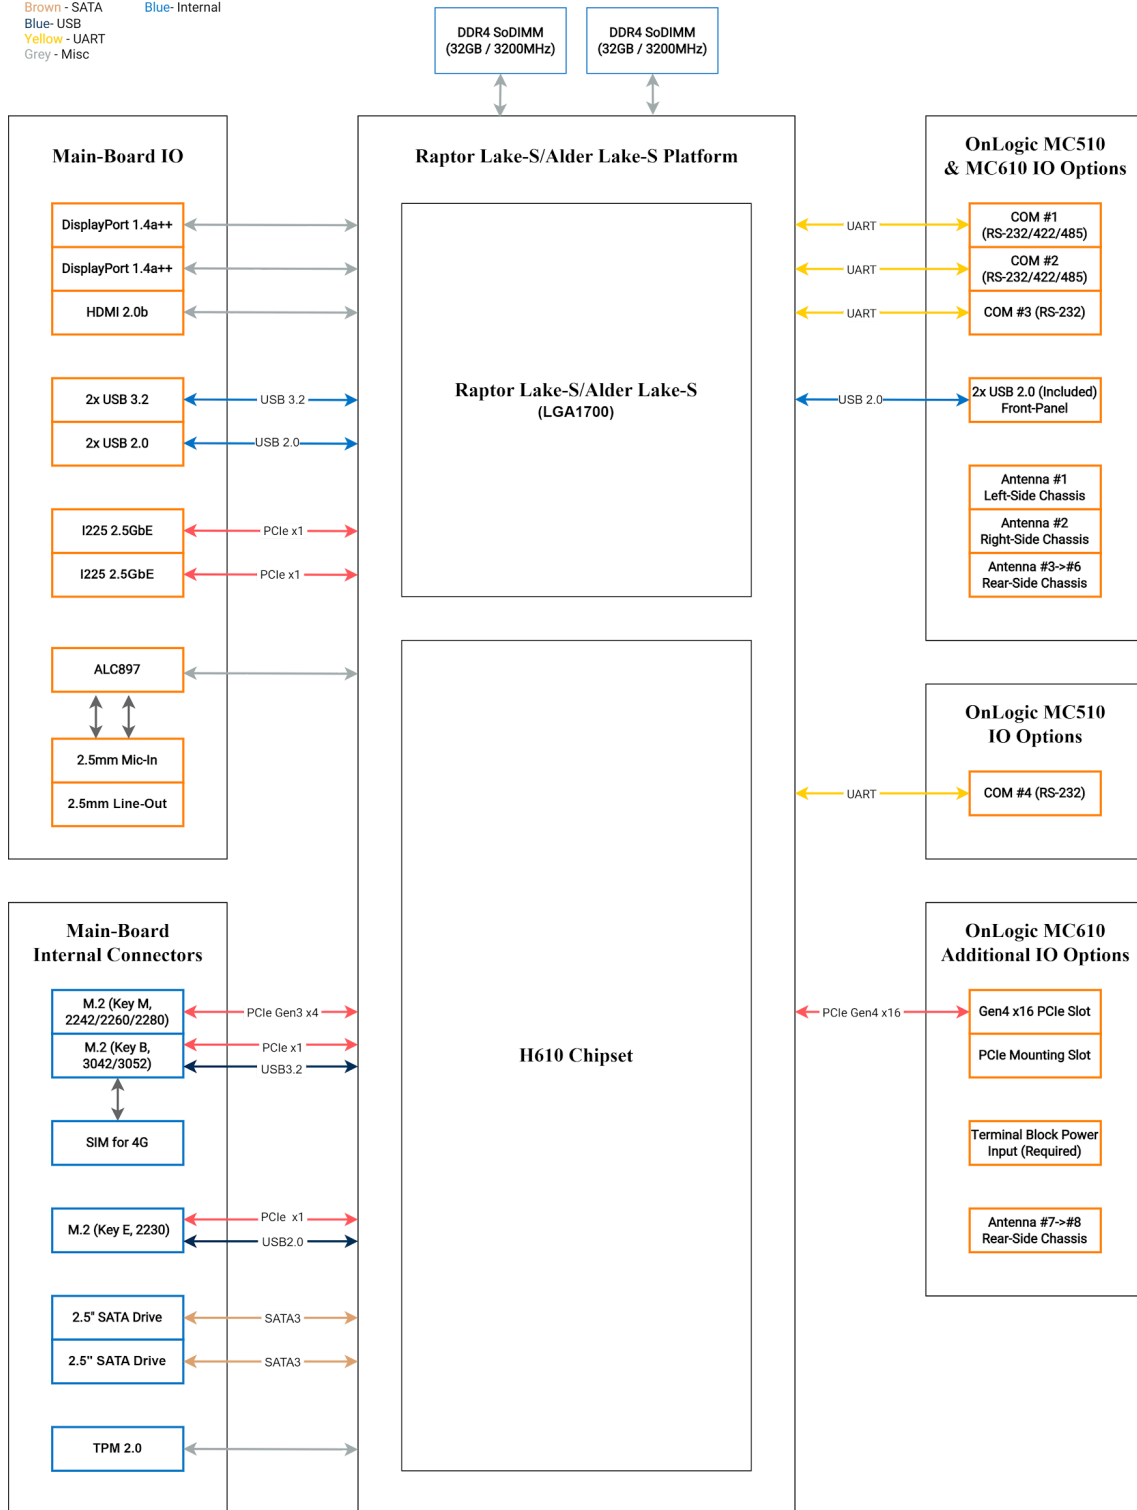 Brown - SATA
Blue- Internal
Blue- USB
Yellow - UART
Grey - Misc
DDR4 SoDIMM
(32GB / 3200MHz)
DDR4 SoDIMM
(32GB / 3200MHz)
Main-Board IO
DisplayPort 1.4a++
DisplayPort 1.4a++
HDMI 2.0b
2x USB 3.2
USB 3.2
2x USB 2.0
USB 2.0
I225 2.5GbE
PCIe x1
I225 2.5GbE
PCIe x1
ALC897
2.5mm Mic-In
2.5mm Line-Out
Main-Board
Internal Connectors
M.2 (Key M,
2242/2260/2280)
PCIe Gen3 x4
M.2 (Key B,
3042/3052)
PCIe x1
USB3.2
SIM for 4G
M.2 (Key E, 2230)
PCIe x1
USB2.0
2.5" SATA Drive
SATA3
2.5" SATA Drive
SATA3
TPM 2.0
Raptor Lake-S/Alder Lake-S Platform
Raptor Lake-S/Alder Lake-S
(LGA1700)
H610 Chipset
OnLogic MC510
& MC610 IO Options
UART
COM #1
(RS-232/422/485)
UART
COM #2
(RS-232/422/485)
UART
COM #3 (RS-232)
USB 2.0
2x USB 2.0 (Included)
Front-Panel
Antenna #1
Left-Side Chassis
Antenna #2
Right-Side Chassis
Antenna #3->#6
Rear-Side Chassis
OnLogic MC510
IO Options
UART
COM #4 (RS-232)
OnLogic MC610
Additional IO Options
PCIe Gen4 x16
Gen4 x16 PCIe Slot
PCIe Mounting Slot
Terminal Block Power
Input (Required)
Antenna #7->#8
Rear-Side Chassis